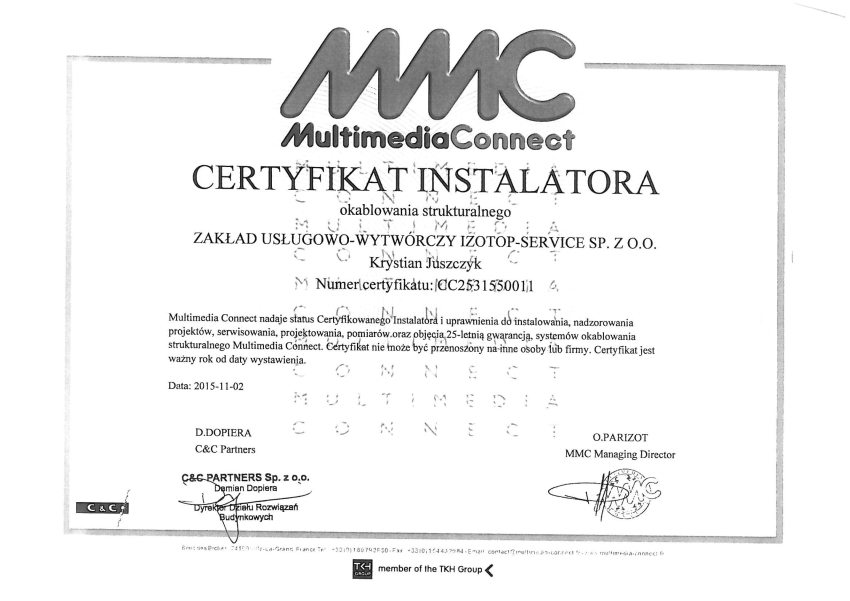 MMC
MultimediaConnect
CERTYFIKAT INSTALATORA
okablowania strukturalnego
ZAKŁAD USŁUGOWO-WYTWÓRCZY IZOTOP-SERVICE SP. Z O.O.
Krystian Juszczyk
Numer certyfikatu: CC2531550011
Multimedia Connect nadaje status Certyfikowanego Instalatora i uprawnienia do instalowania, nadzorowania
projektów, serwisowania, projektowania, pomiarów oraz objęcia 25-letnią gwarancją, systemów okablowania
strukturalnego Multimedia Connect. Certyfikat nie może być przenoszony na inne osoby lub firmy. Certyfikat jest
ważny rok od daty wystawienia.
Data: 2015-11-02
MULTIMEDIA
CONNECT
D.DOPIERA
C&C Partners
O.PARIZOT
MMC Managing Director
C&C PARTNERS Sp. z o.o.
Damian Dopiera
Dyrektor Działu Rozwiązań
Budynkowych
C & C
TKH
GROUP
member of the TKH Group